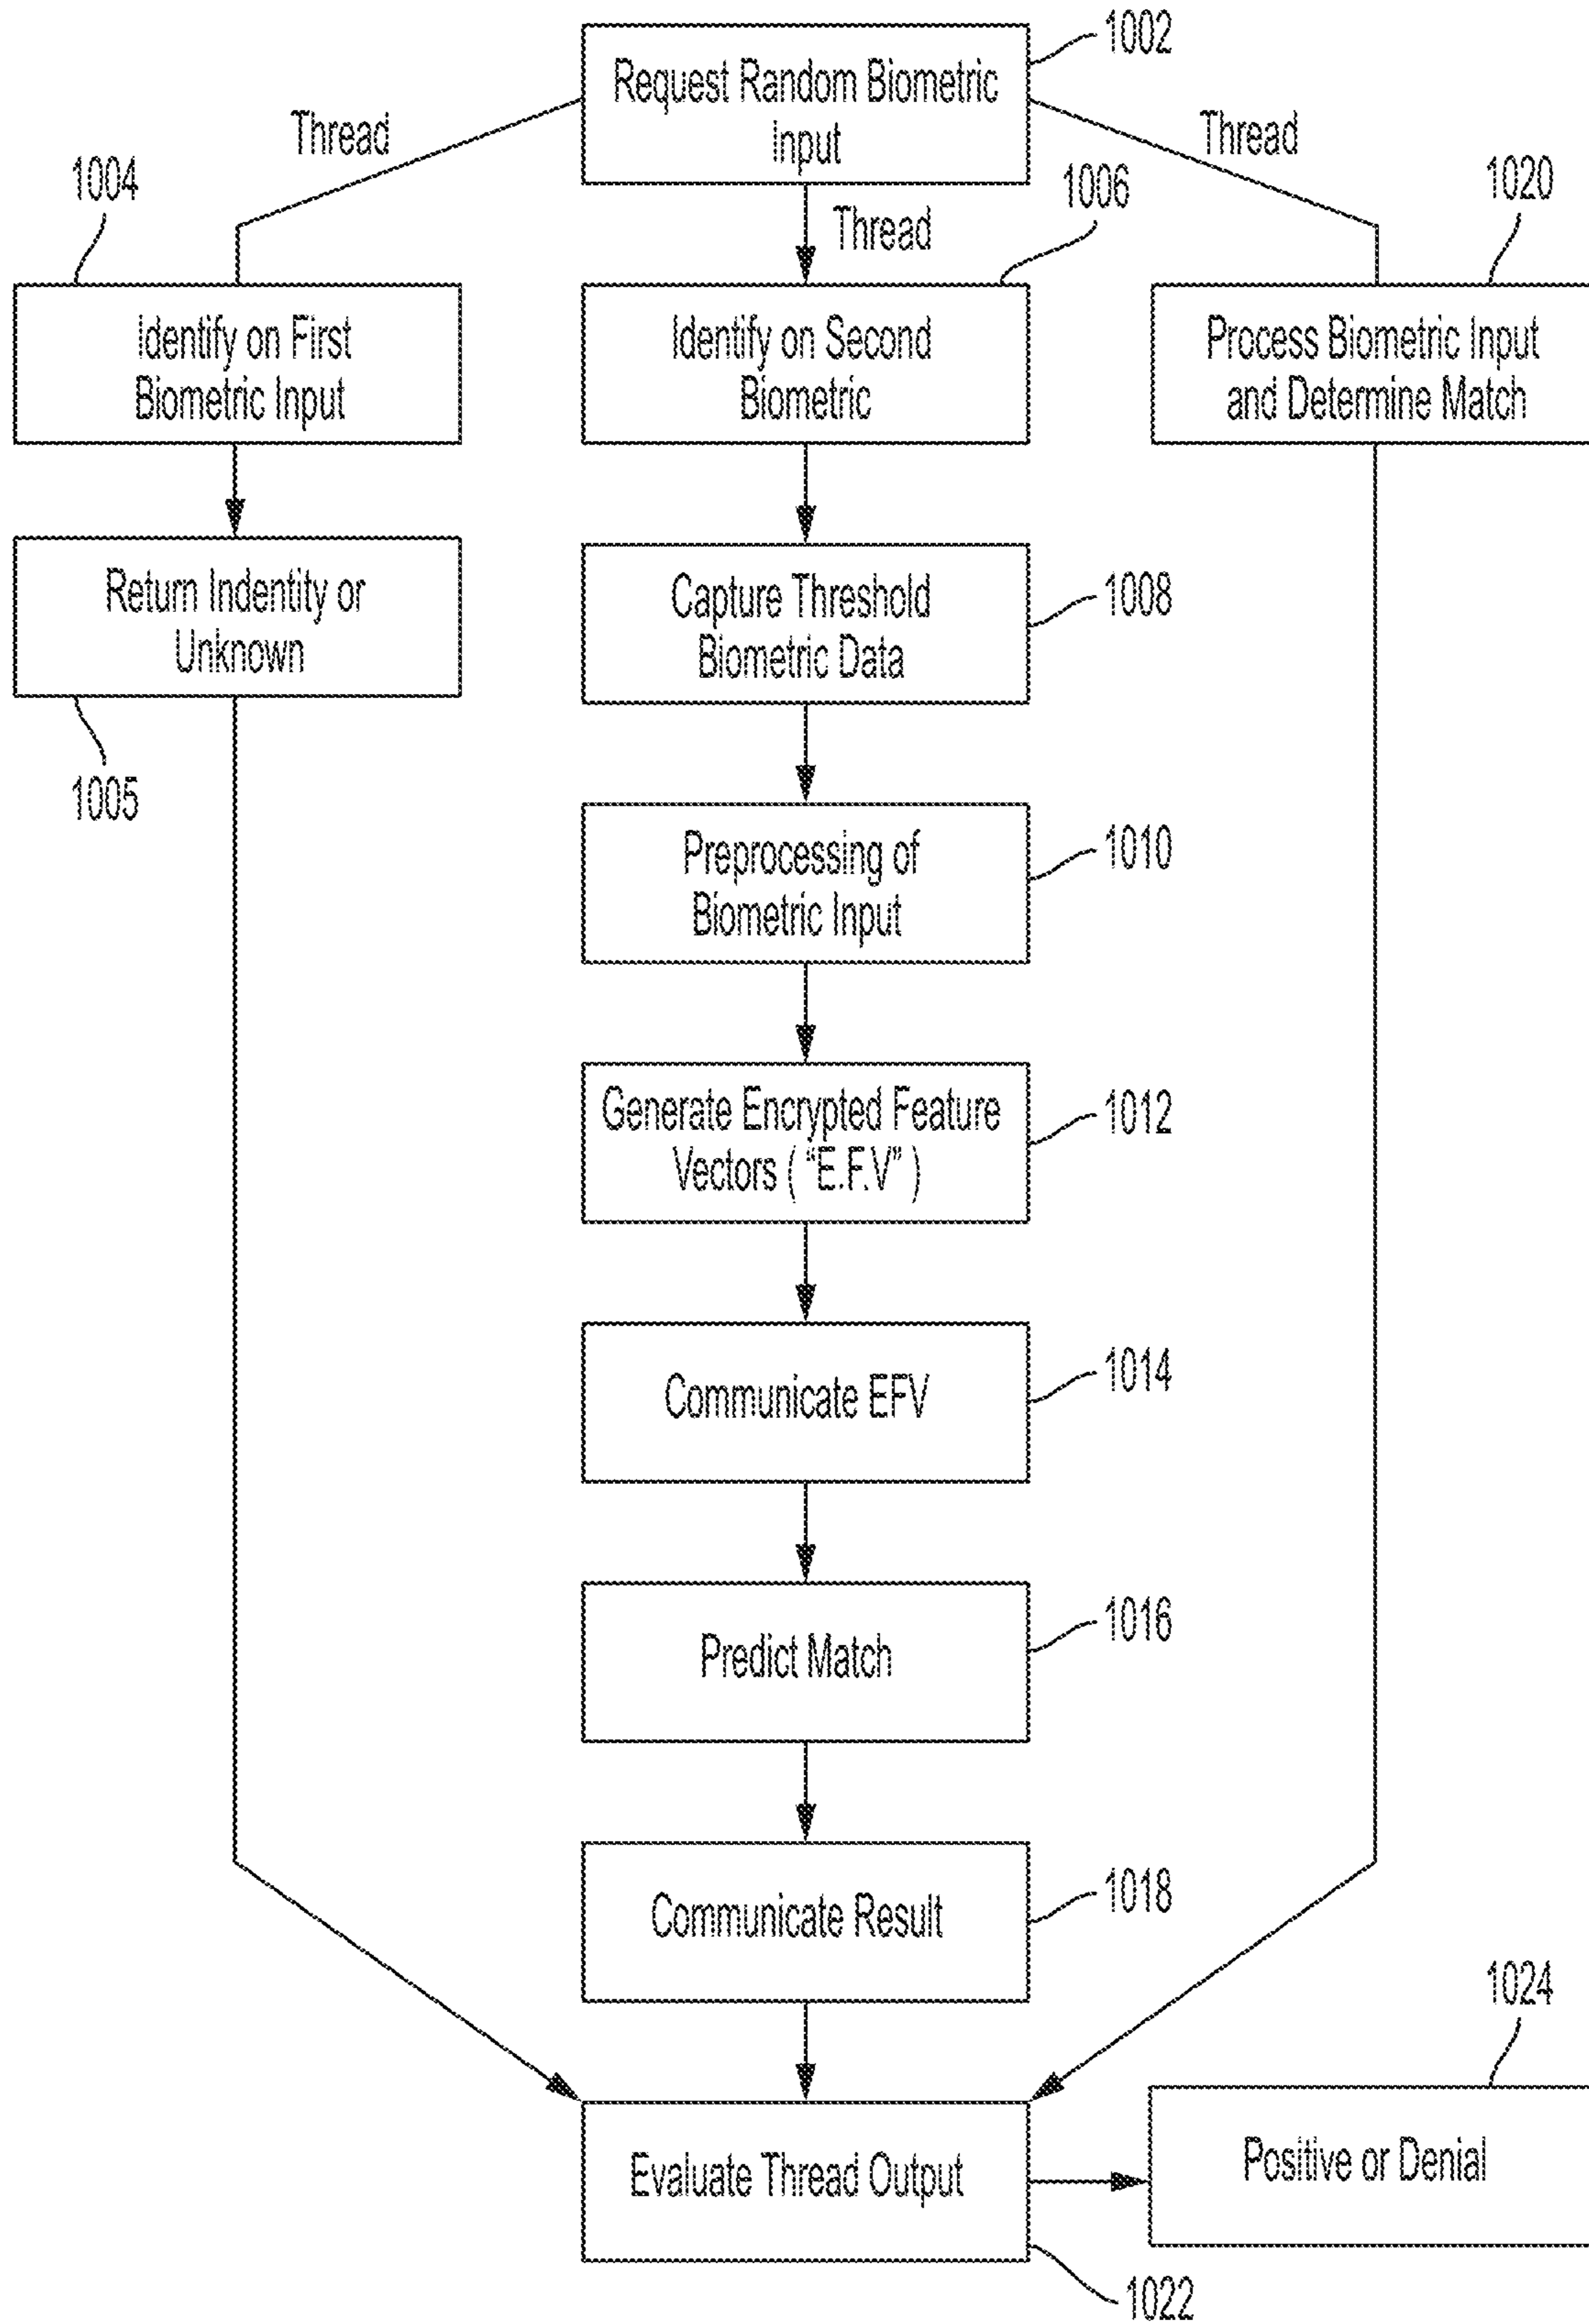 1002
Request Random Biometric
Input
Thread
Thread
Thread
1004
1006
1020
Identify on First
Biometric Input
Identify on Second
Biometric
Process Biometric Input
and Determine Match
Return Indentity or
Unknown
1005
Capture Threshold
Biometric Data
1008
Preprocessing of
Biometric Input
1010
Generate Encrypted Feature
Vectors ( “E.F.V” )
1012
Communicate EFV
1014
Predict Match
1016
Communicate Result
1018
1024
Evaluate Thread Output
Positive or Denial
1022